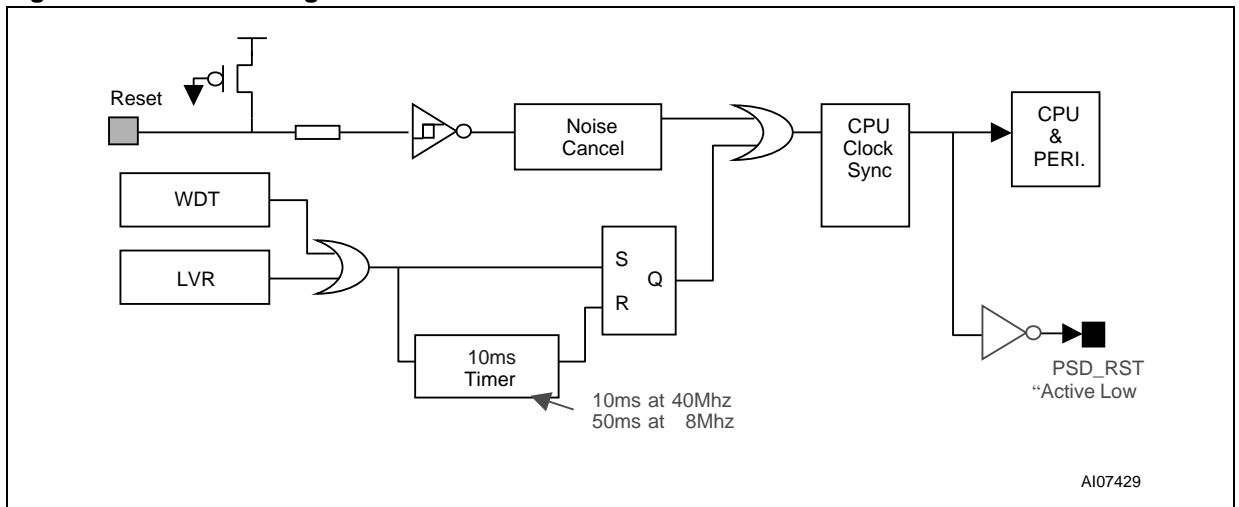 Reset
Noise
Cancel
CPU
Clock
Sync
CPU
&
PERI.
WDT
LVR
S
Q
R
10ms
Timer
10ms at 40Mhz
50ms at 8Mhz
PSD_RST
“Active Low
AI07429